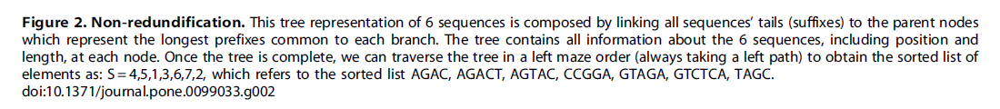 Figure 2. Non-redundification. This tree representation of 6 sequences is composed by linking all sequences' tails (suffixes) to the parent nodes
which represent the longest prefixes common to each branch. The tree contains all information about the 6 sequences, including position and
length, at each node. Once the tree is complete, we can traverse the tree in a left maze order (always taking a left path) to obtain the sorted list of
elements as: S = 4,5,1,3,6,7,2, which refers to the sorted list AGAC, AGACT, AGTAC, CCGGA, GTAGA, GTCTCA, TAGC.
doi:10.1371/journal.pone.0099033.g002